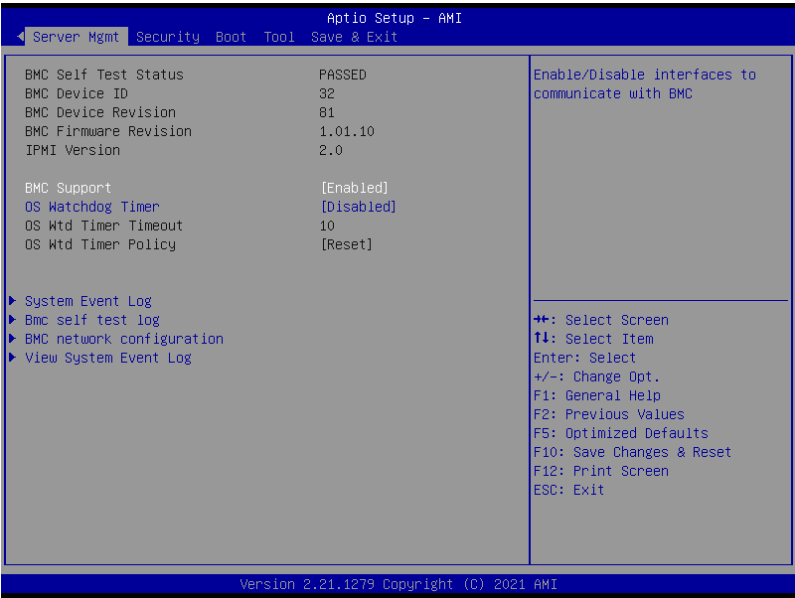 Aptio Setup – AMI
Server Mgmt Security Boot Tool Save & Exit
BMC Self Test Status PASSED
BMC Device ID 32
BMC Device Revision 81
BMC Firmware Revision 1.01.10
IPMI Version 2.0
BMC Support [Enabled]
OS Watchdog Timer [Disabled]
OS Wtd Timer Timeout 10
OS Wtd Timer Policy [Reset]
System Event Log
Bmc self test log
BMC network configuration
View System Event Log
Enable/Disable interfaces to
communicate with BMC
→←: Select Screen
↑↓: Select Item
Enter: Select
+/-: Change Opt.
F1: General Help
F2: Previous Values
F5: Optimized Defaults
F10: Save Changes & Reset
F12: Print Screen
ESC: Exit
Version 2.21.1279 Copyright (C) 2021 AMI